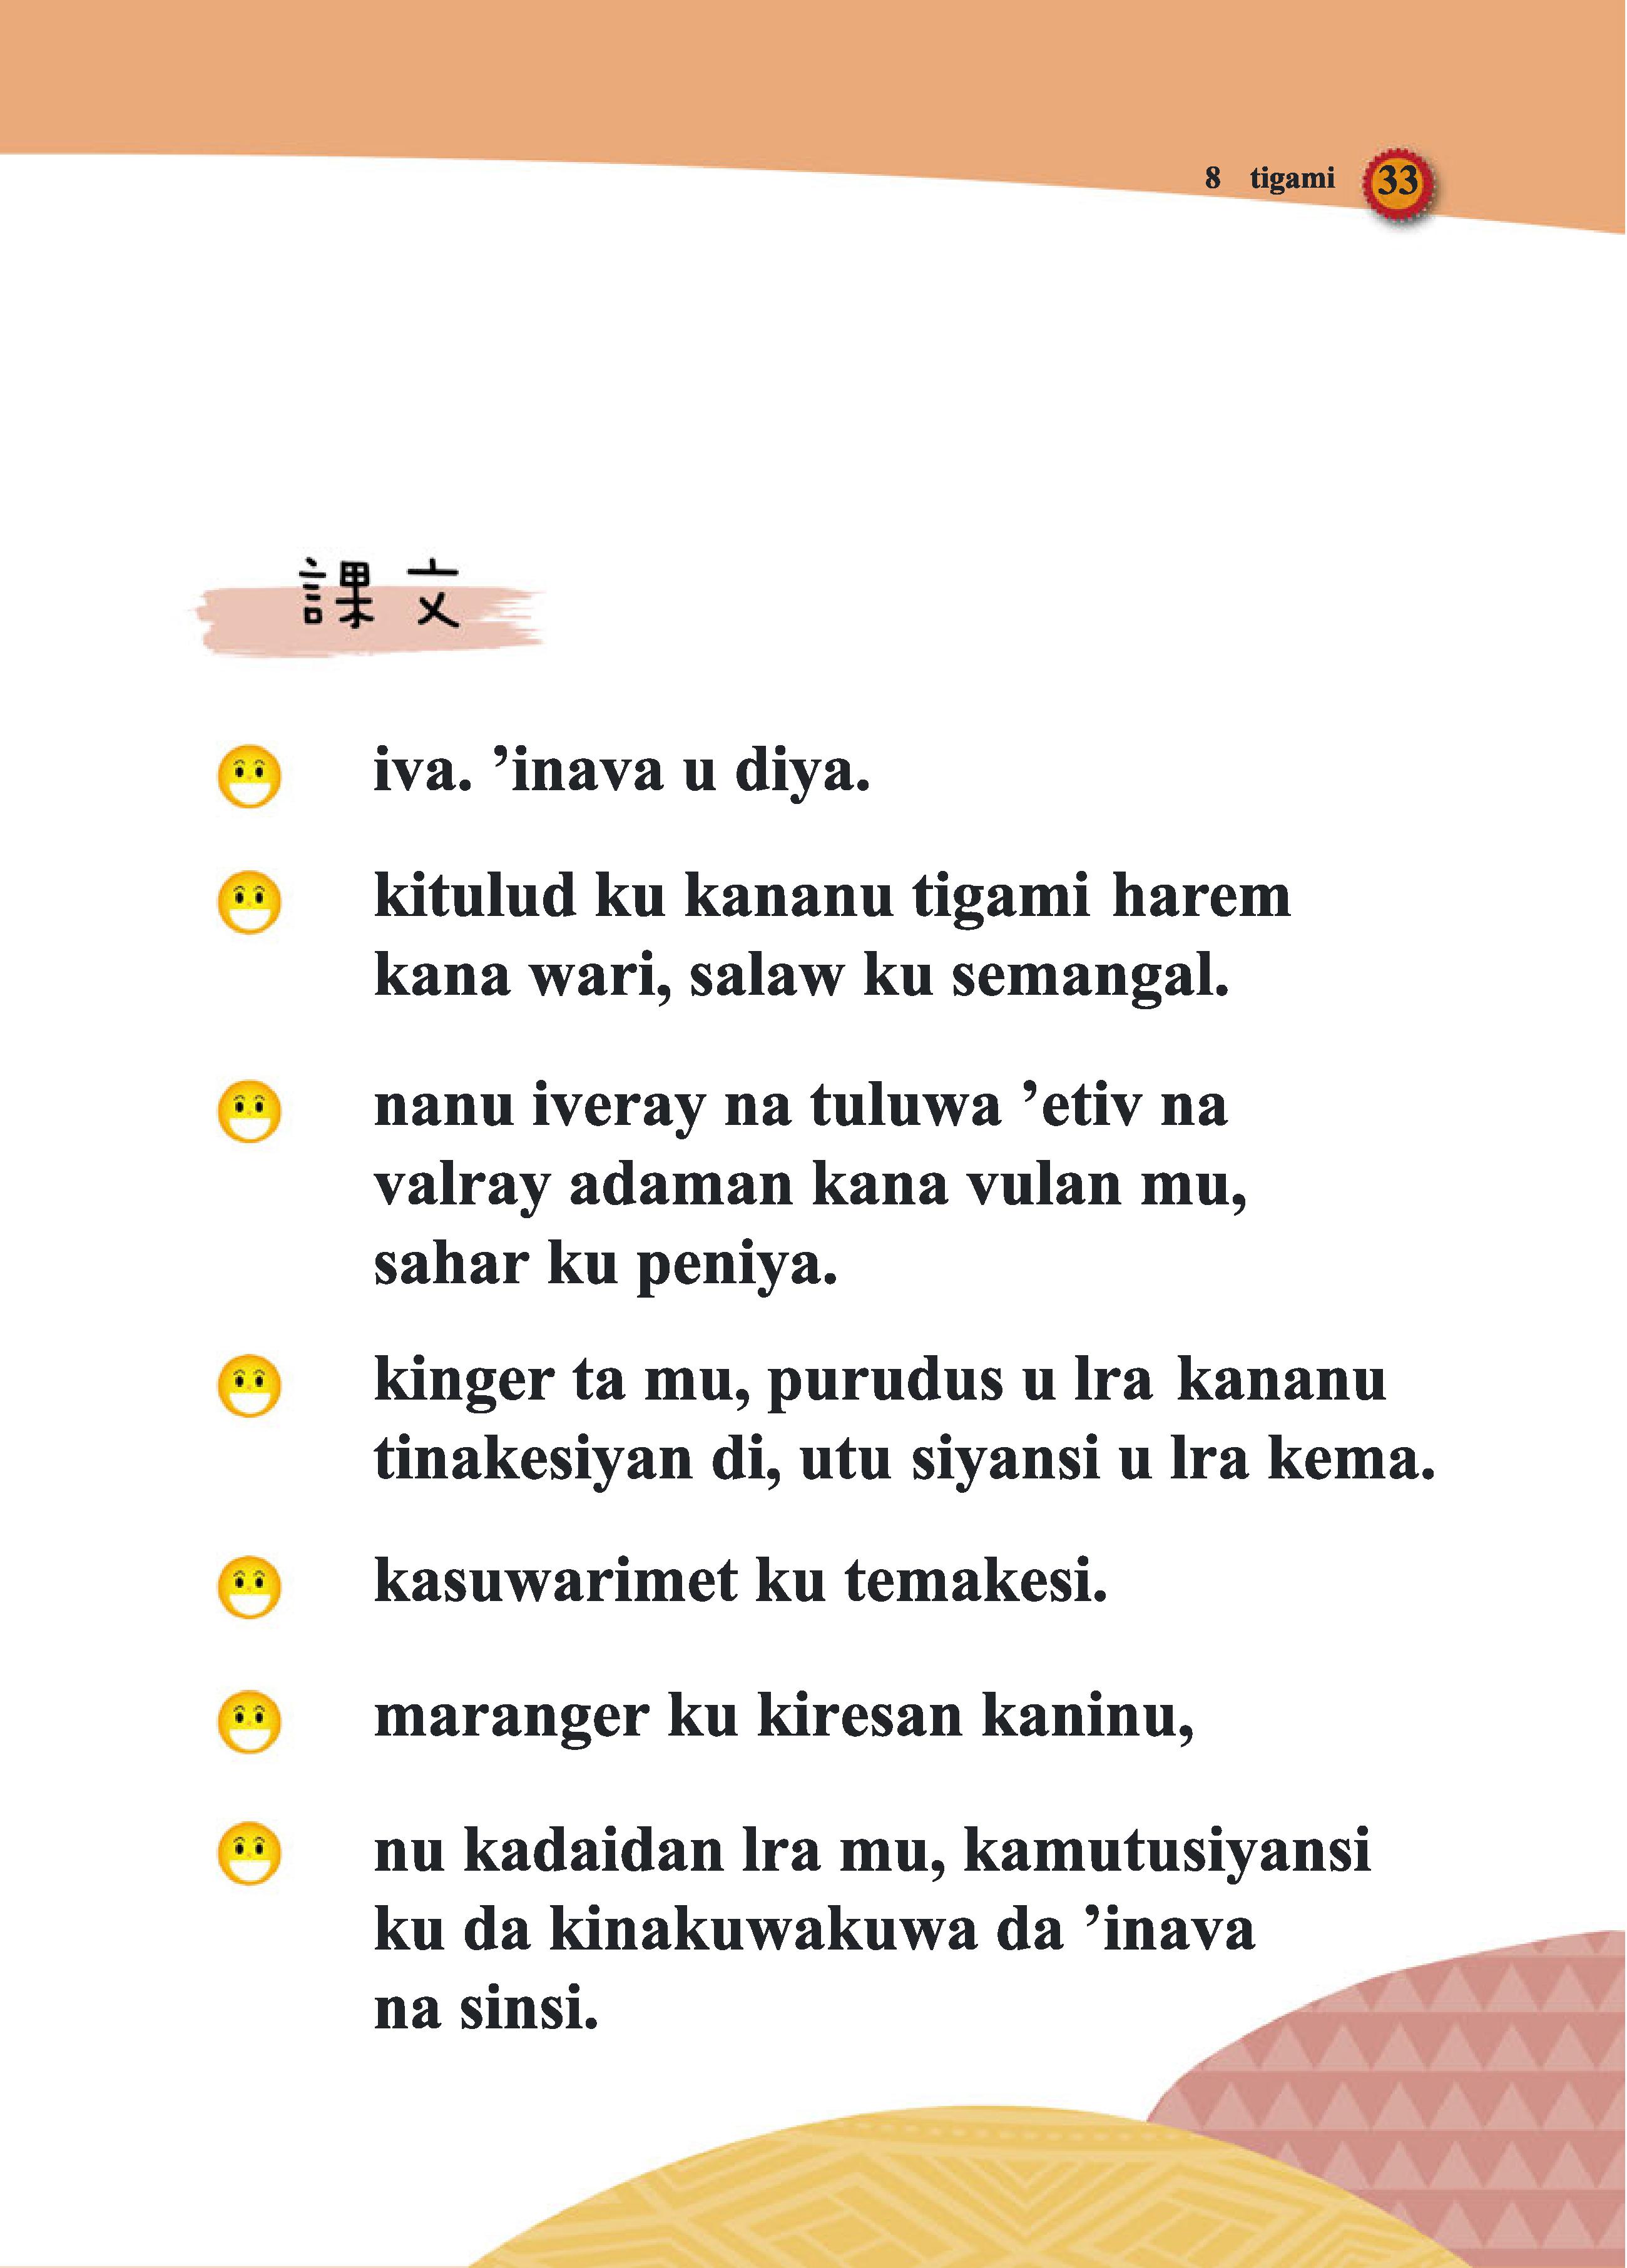 8 tigami 33
課文
iva. ’inava u diya.
kitulud ku kananu tigami harem
kana wari, salaw ku semangal.
nanu iveray na tuluwa ’etiv na
valray adaman kana vulan mu,
sahar ku peniya.
kinger ta mu, purudus u lra kananu
tinakesiyan di, utu siyansi u lra kema.
kasuwarimet ku temakesi.
maranger ku kiresan kaninu,
nu kadaidan lra mu, kamutusiyansi
ku da kinakuwakuwa da ’inava
na sinsi.